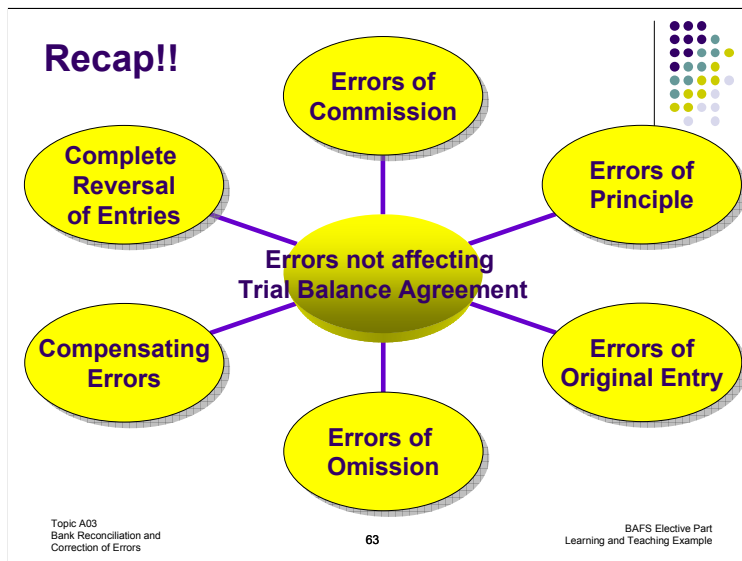 Recap!!
Errors of
Commission
Complete
Reversal
of Entries
Errors of
Principle
Errors not affecting
Trial Balance Agreement
Compensating
Errors
Errors of
Original Entry
Errors of
Omission
Topic A03
Bank Reconciliation and
Correction of Errors
63
BAFS Elective Part
Learning and Teaching Example